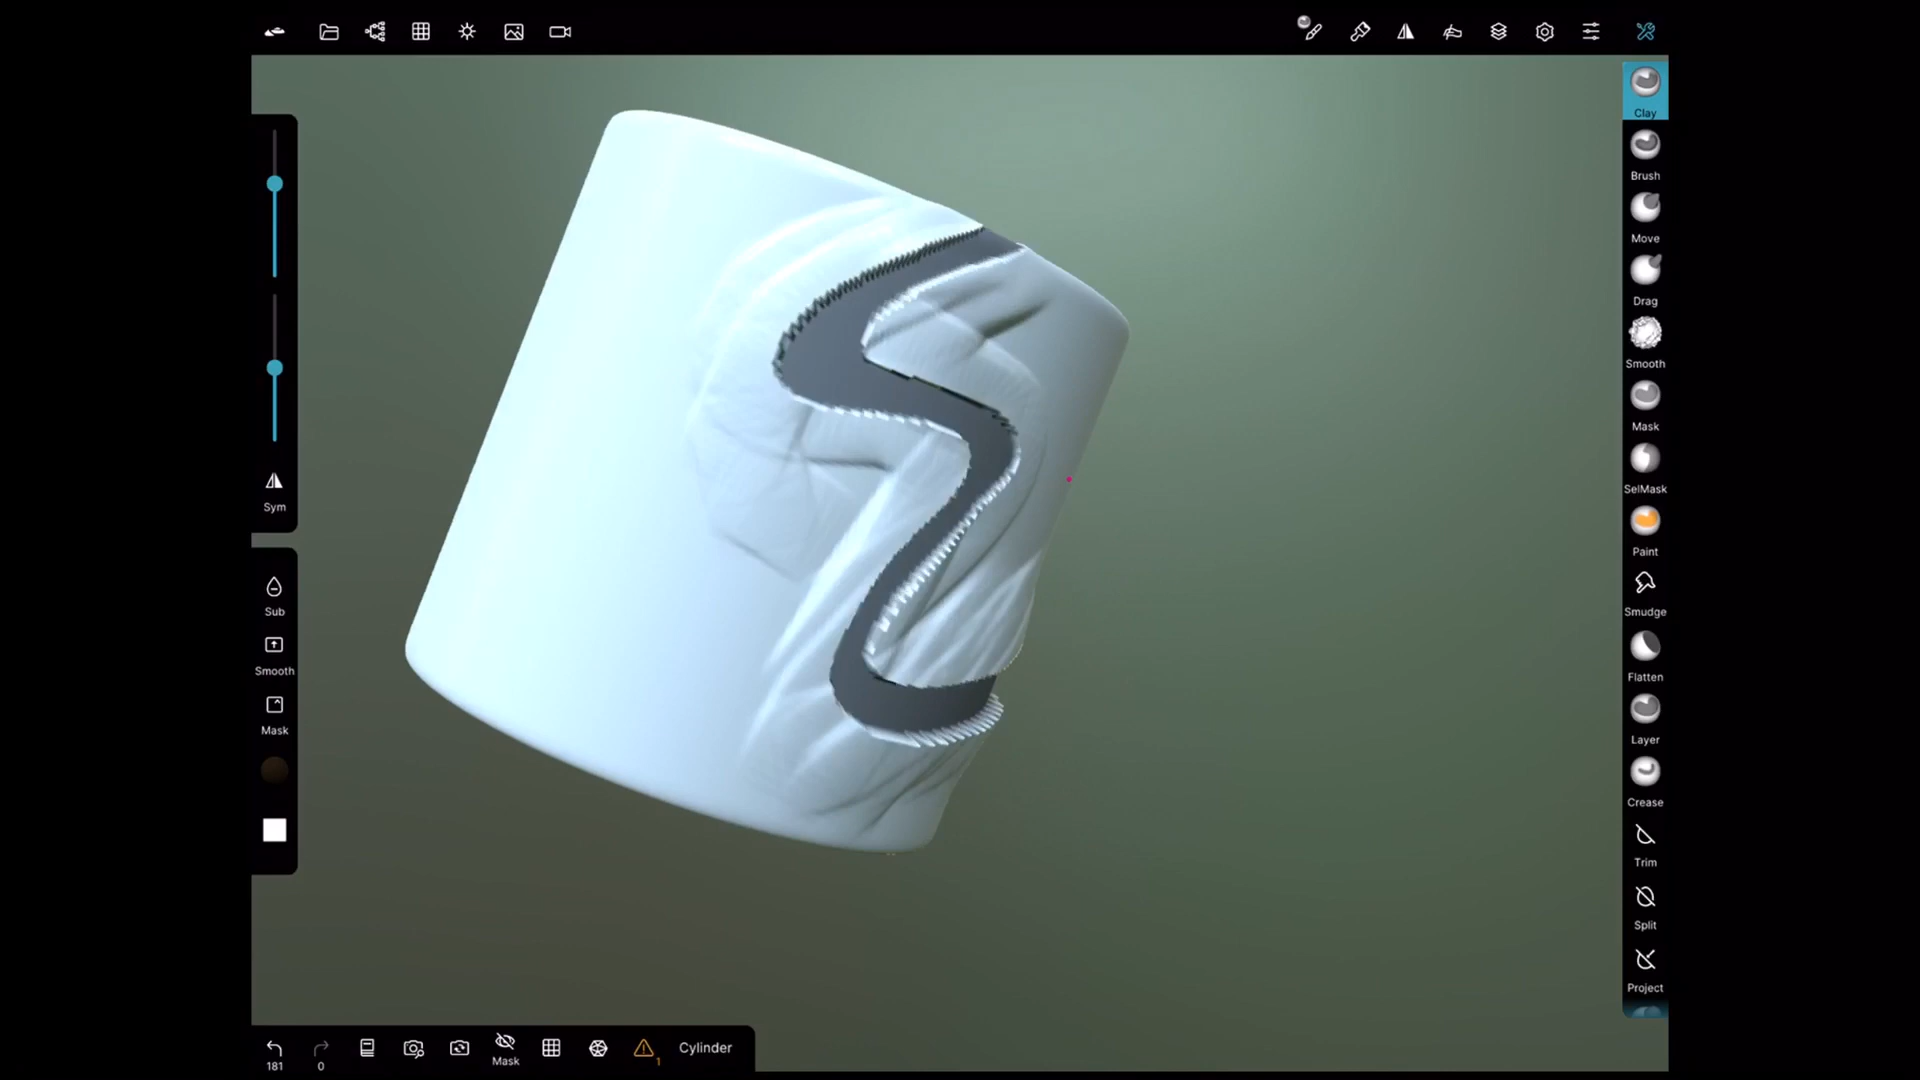 Clay
Brush
Move
Drag
Smooth
Mask
SelMask
Paint
Smudge
Flatten
Layer
Crease
Trim
Split
Project
Sym
Sub
Smooth
Mask
181
0
Mask
1
Cylinder